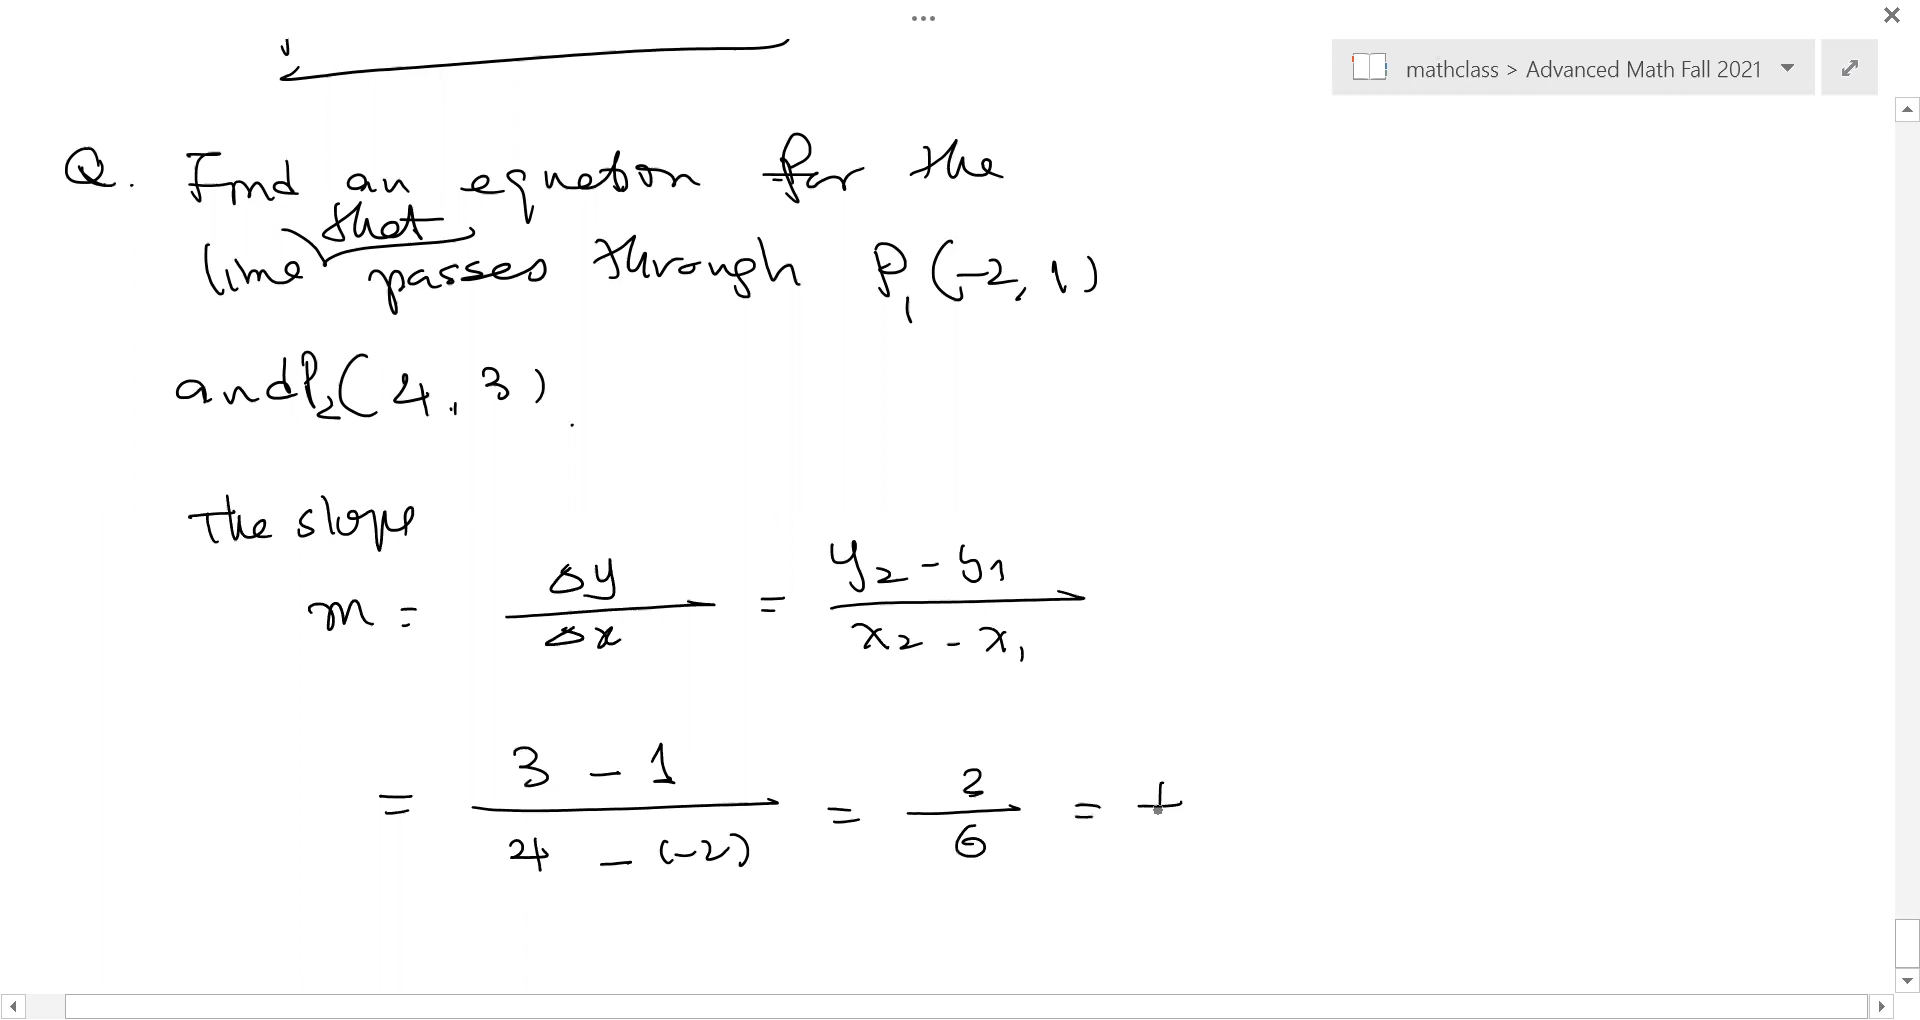 mathclass > Advanced Math Fall 2021
Q. Find an equation for the
line that passes through P₁(-2, 1)
and P₂(4, 3).
The slope
m = Δy/Δx = (y₂ - y₁)/(x₂ - x₁)
= (3 - 1)/(4 - (-2)) = 2/6 =